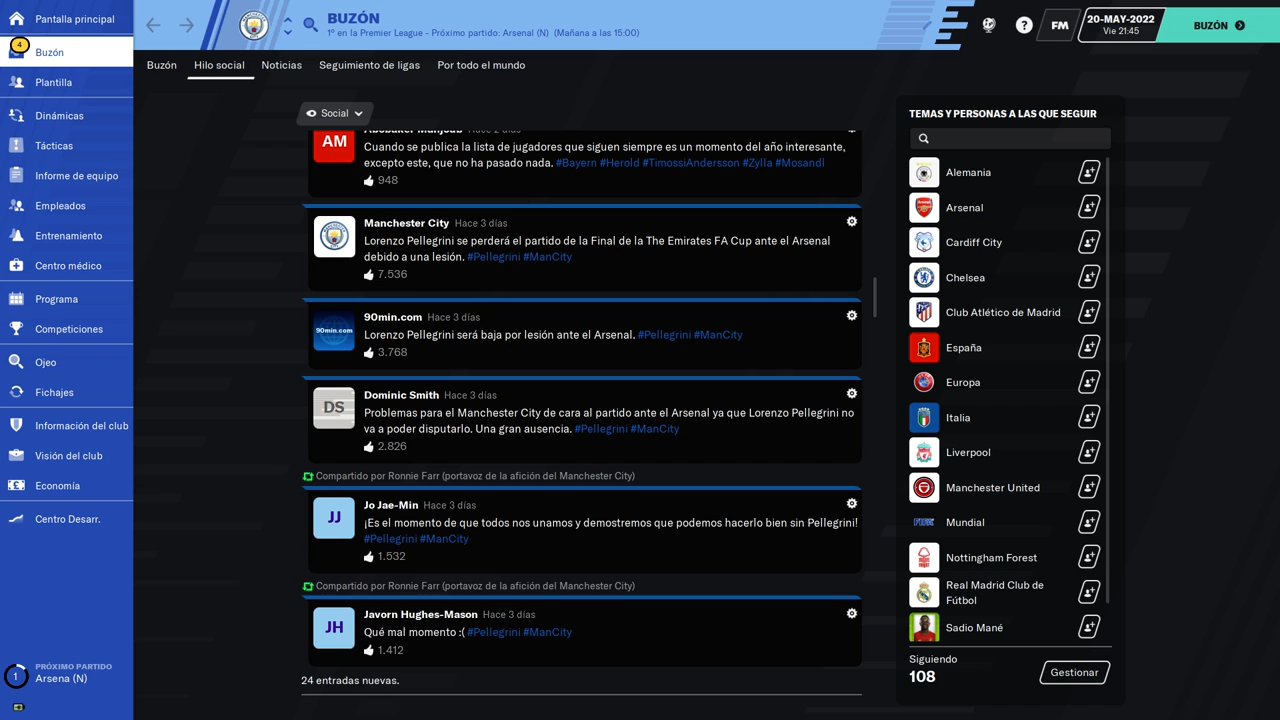 Pantalla principal
4
Buzón
Plantilla
Dinámicas
Tácticas
Informe de equipo
Empleados
Entrenamiento
Centro médico
Programa
Competiciones
Ojeo
Fichajes
Información del club
Visión del club
Economía
Centro Desarr.
1
PRÓXIMO PARTIDO
Arsena (N)
BUZÓN
1º en la Premier League - Próximo partido: Arsenal (N) (Mañana a las 15:00)
?
FM
20-MAY-2022
Vie 21:45
BUZÓN
Buzón
Hilo social
Noticias
Seguimiento de ligas
Por todo el mundo
Social
AM
Cuando se publica la lista de jugadores que siguen siempre es un momento del año interesante,
excepto este, que no ha pasado nada. #Bayern #Herold #TimossiAndersson #Zylla #Mosandl
948
Manchester City Hace 3 días
Lorenzo Pellegrini se perderá el partido de la Final de la The Emirates FA Cup ante el Arsenal
debido a una lesión. #Pellegrini #ManCity
7.536
90min.com
90min.com Hace 3 días
Lorenzo Pellegrini será baja por lesión ante el Arsenal. #Pellegrini #ManCity
3.768
DS
Dominic Smith Hace 3 días
Problemas para el Manchester City de cara al partido ante el Arsenal ya que Lorenzo Pellegrini no
va a poder disputarlo. Una gran ausencia. #Pellegrini #ManCity
2.826
Compartido por Ronnie Farr (portavoz de la afición del Manchester City)
JJ
Jo Jae-Min Hace 3 días
¡Es el momento de que todos nos unamos y demostremos que podemos hacerlo bien sin Pellegrini!
#Pellegrini #ManCity
1.532
Compartido por Ronnie Farr (portavoz de la afición del Manchester City)
JH
Javorn Hughes-Mason Hace 3 días
Qué mal momento :( #Pellegrini #ManCity
1.412
24 entradas nuevas.
TEMAS Y PERSONAS A LAS QUE SEGUIR
Alemania
Arsenal
Cardiff City
Chelsea
Club Atlético de Madrid
España
Europa
Italia
Liverpool
Manchester United
FIFA
Mundial
Nottingham Forest
Real Madrid Club de
Fútbol
Sadio Mané
Siguiendo
108
Gestionar